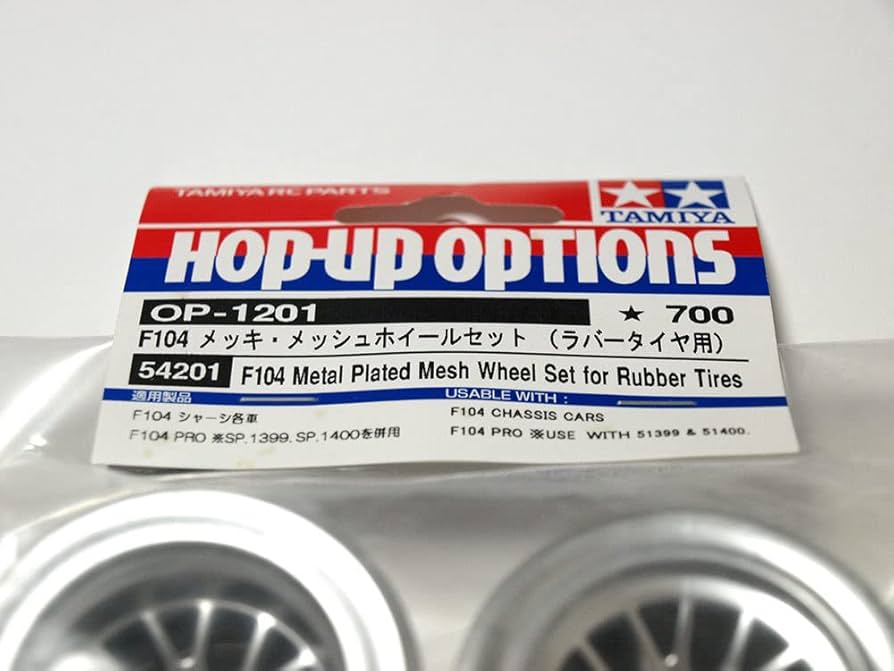 TAMIYA RC PARTS
TAMIYA
HOP-UP OPTIONS
OP-1201 ★ 700
F104 メッキ・メッシュホイールセット (ラバータイヤ用)
54201 F104 Metal Plated Mesh Wheel Set for Rubber Tires
適用製品 USABLE WITH :
F104 シャーシ各車 F104 CHASSIS CARS
F104 PRO ※SP.1399. SP.1400を併用 F104 PRO ※USE WITH 51399 & 51400.